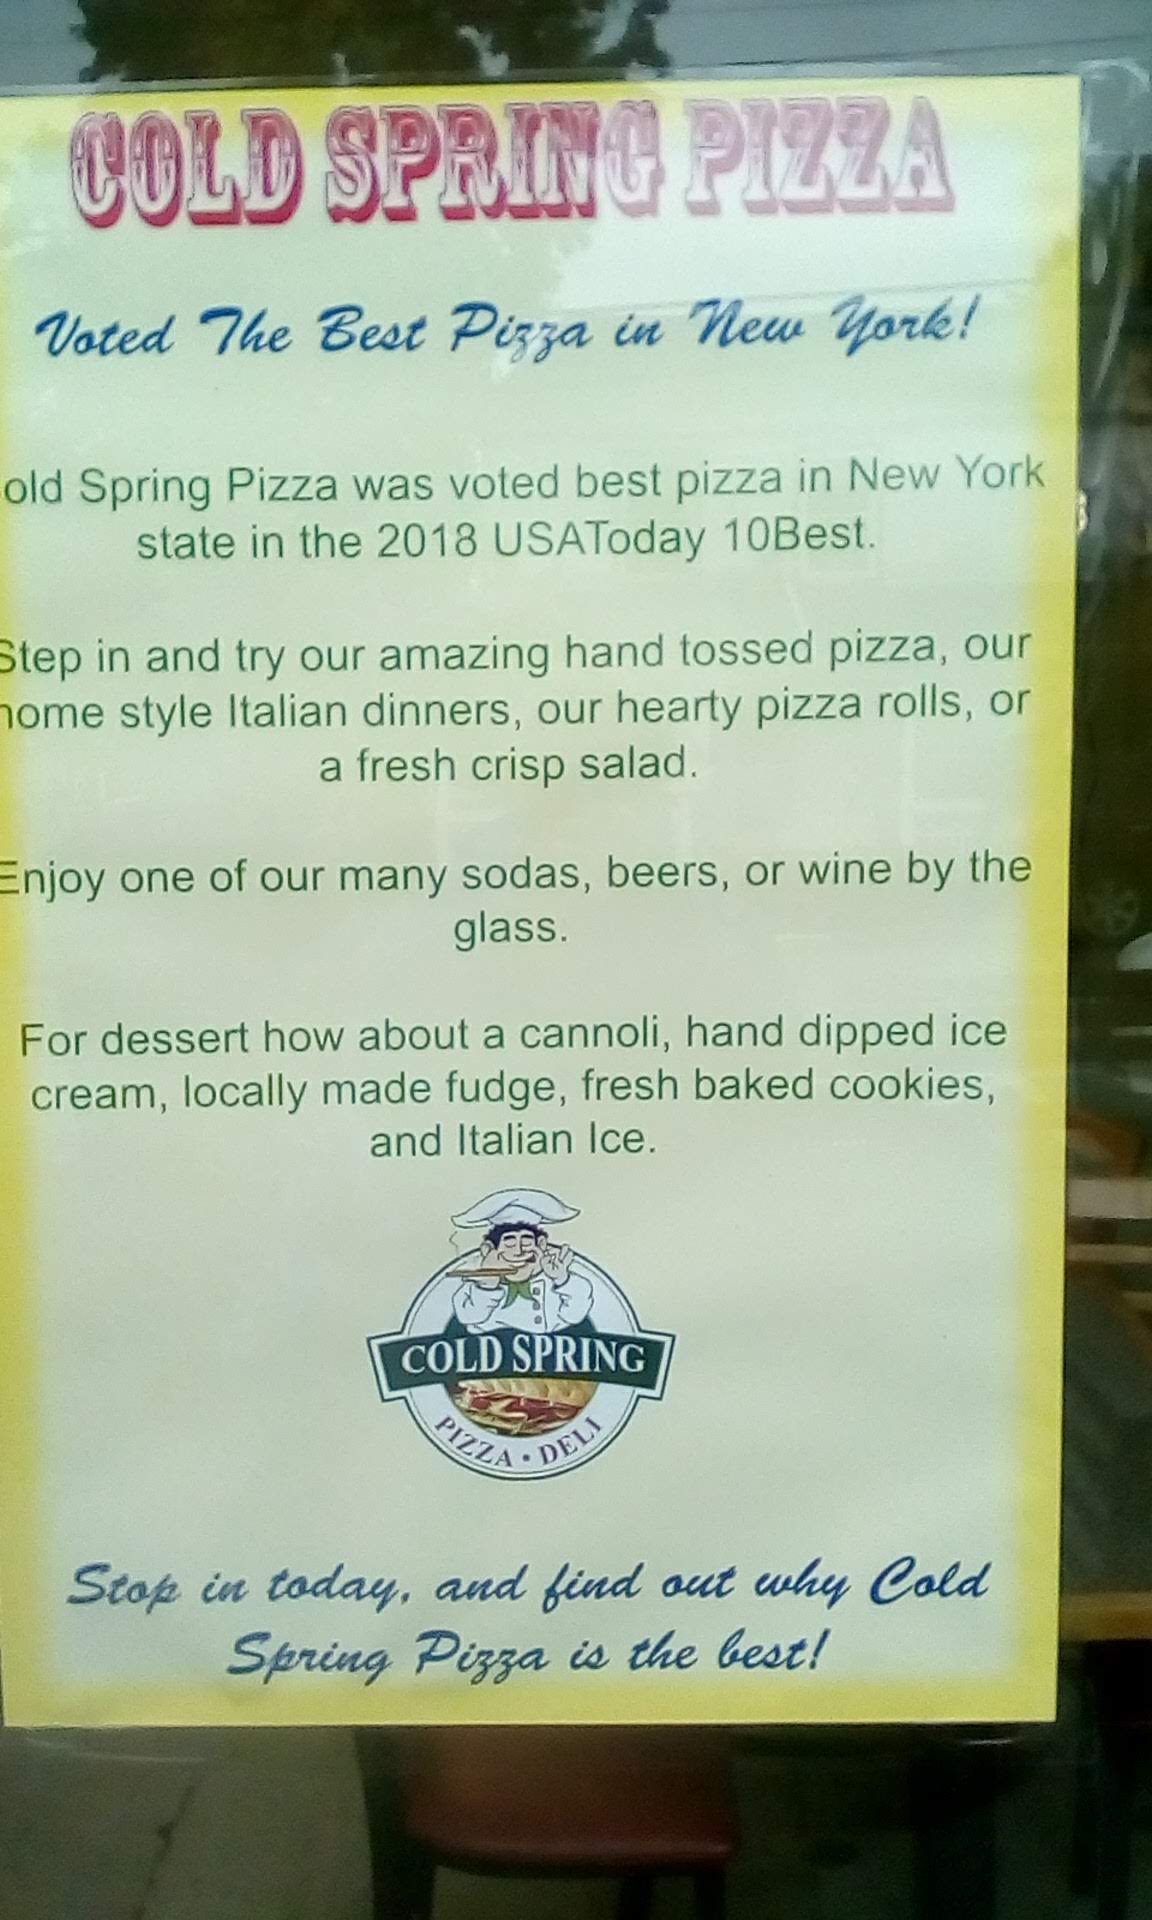 COLD SPRING PIZZA
Voted The Best Pizza in New York!
old Spring Pizza was voted best pizza in New York
state in the 2018 USAToday 10Best.
Step in and try our amazing hand tossed pizza, our
home style Italian dinners, our hearty pizza rolls, or
a fresh crisp salad.
Enjoy one of our many sodas, beers, or wine by the
glass.
For dessert how about a cannoli, hand dipped ice
cream, locally made fudge, fresh baked cookies,
and Italian Ice.
COLD SPRING
PIZZA • DELI
Stop in today, and find out why Cold
Spring Pizza is the best!